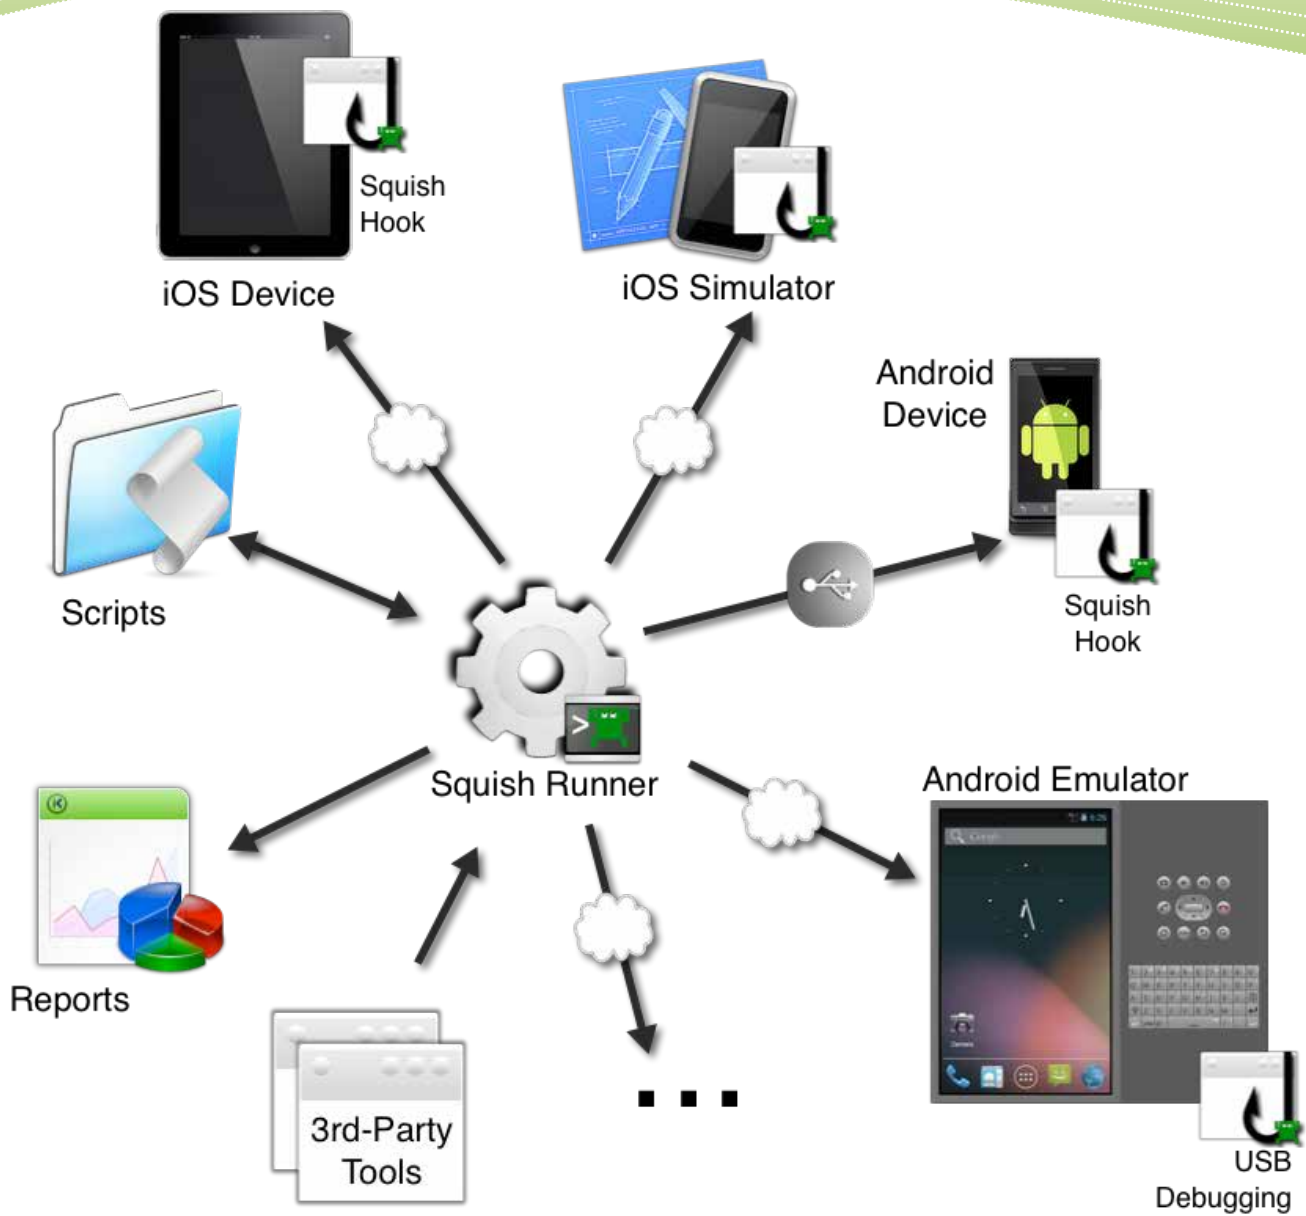 Squish
Hook
iOS Device
iOS Simulator
Android
Device
Scripts
Squish
Hook
>
Squish Runner
Android Emulator
Google
Reports
3rd-Party
Tools
...
USB
Debugging